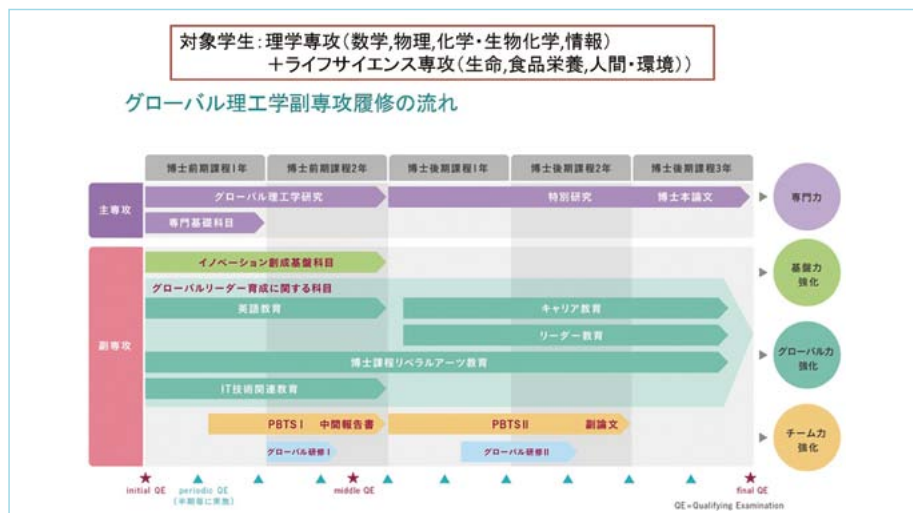 対象学生：理学専攻（数学,物理,化学・生物化学,情報）
＋ライフサイエンス専攻（生命,食品栄養,人間・環境））
グローバル理工学副専攻履修の流れ
博士前期課程1年
博士前期課程2年
博士後期課程1年
博士後期課程2年
博士後期課程3年
主専攻
グローバル理工学研究
特別研究
博士本論文
専門力
専門基礎科目
副専攻
イノベーション創成基盤科目
基盤力
強化
グローバルリーダー育成に関する科目
英語教育
キャリア教育
リーダー教育
グローバル力
強化
博士課程リベラルアーツ教育
IT技術関連教育
PBTS I
中間報告書
PBTS II
副論文
チーム力
強化
グローバル研修 I
グローバル研修 II
initial QE
periodic QE
（半期毎に実施）
middle QE
final QE
QE=Qualifying Examination